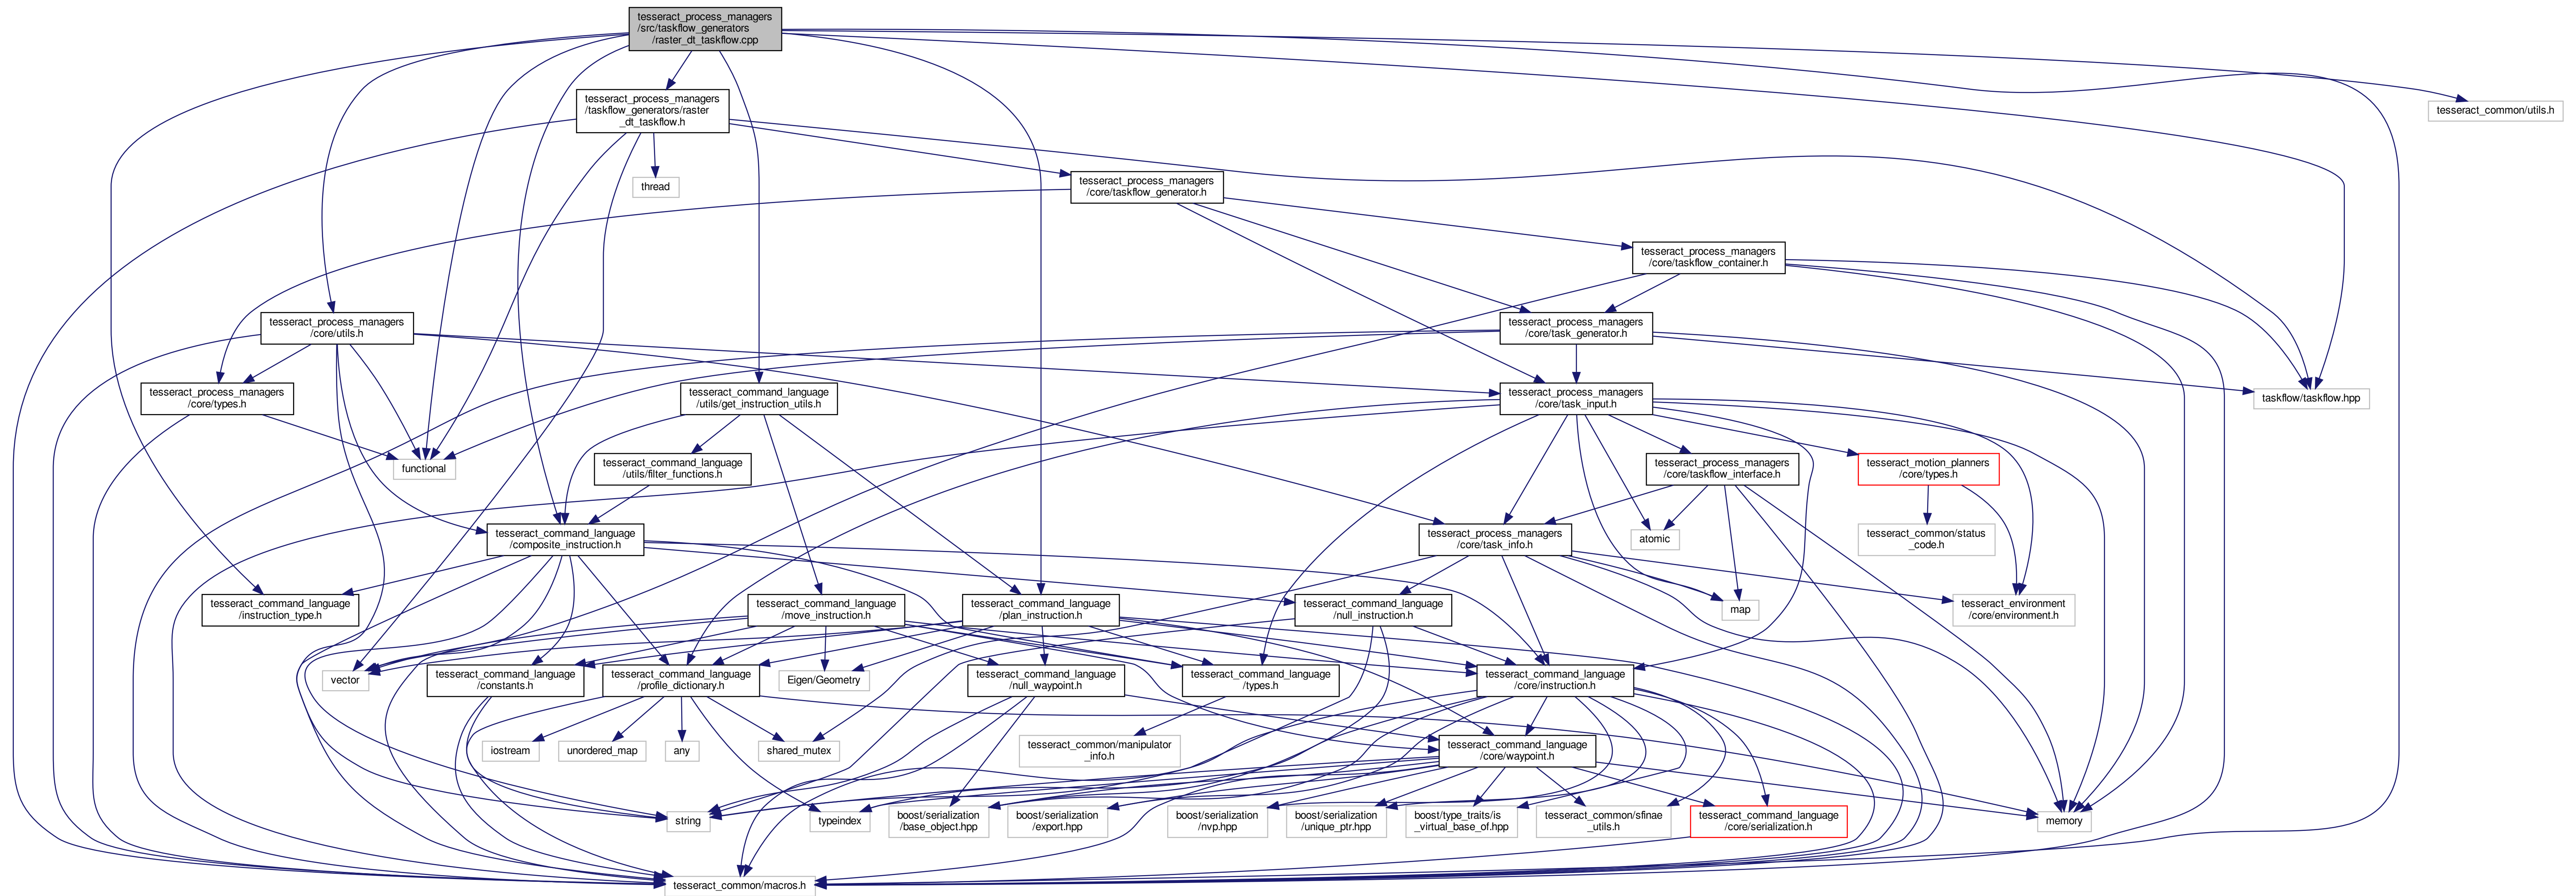 tesseract_process_managers
/src/taskflow_generators
/raster_dt_taskflow.cpp
tesseract_process_managers
/taskflow_generators/raster
_dt_taskflow.h
tesseract_common/utils.h
thread
tesseract_process_managers
/core/taskflow_generator.h
tesseract_process_managers
/core/taskflow_container.h
tesseract_process_managers
/core/utils.h
tesseract_process_managers
/core/task_generator.h
tesseract_process_managers
/core/types.h
tesseract_command_language
/utils/get_instruction_utils.h
tesseract_process_managers
/core/task_input.h
taskflow/taskflow.hpp
functional
tesseract_command_language
/utils/filter_functions.h
tesseract_process_managers
/core/taskflow_interface.h
tesseract_motion_planners
/core/types.h
tesseract_command_language
/composite_instruction.h
tesseract_process_managers
/core/task_info.h
atomic
tesseract_common/status
_code.h
tesseract_command_language
/instruction_type.h
tesseract_command_language
/move_instruction.h
tesseract_command_language
/plan_instruction.h
tesseract_command_language
/null_instruction.h
map
tesseract_environment
/core/environment.h
vector
tesseract_command_language
/constants.h
tesseract_command_language
/profile_dictionary.h
Eigen/Geometry
tesseract_command_language
/null_waypoint.h
tesseract_command_language
/types.h
tesseract_command_language
/core/instruction.h
iostream
unordered_map
any
shared_mutex
tesseract_common/manipulator
_info.h
tesseract_command_language
/core/waypoint.h
string
typeindex
boost/serialization
/base_object.hpp
boost/serialization
/export.hpp
boost/serialization
/nvp.hpp
boost/serialization
/unique_ptr.hpp
boost/type_traits/is
_virtual_base_of.hpp
tesseract_common/sfinae
_utils.h
tesseract_command_language
/core/serialization.h
memory
tesseract_common/macros.h